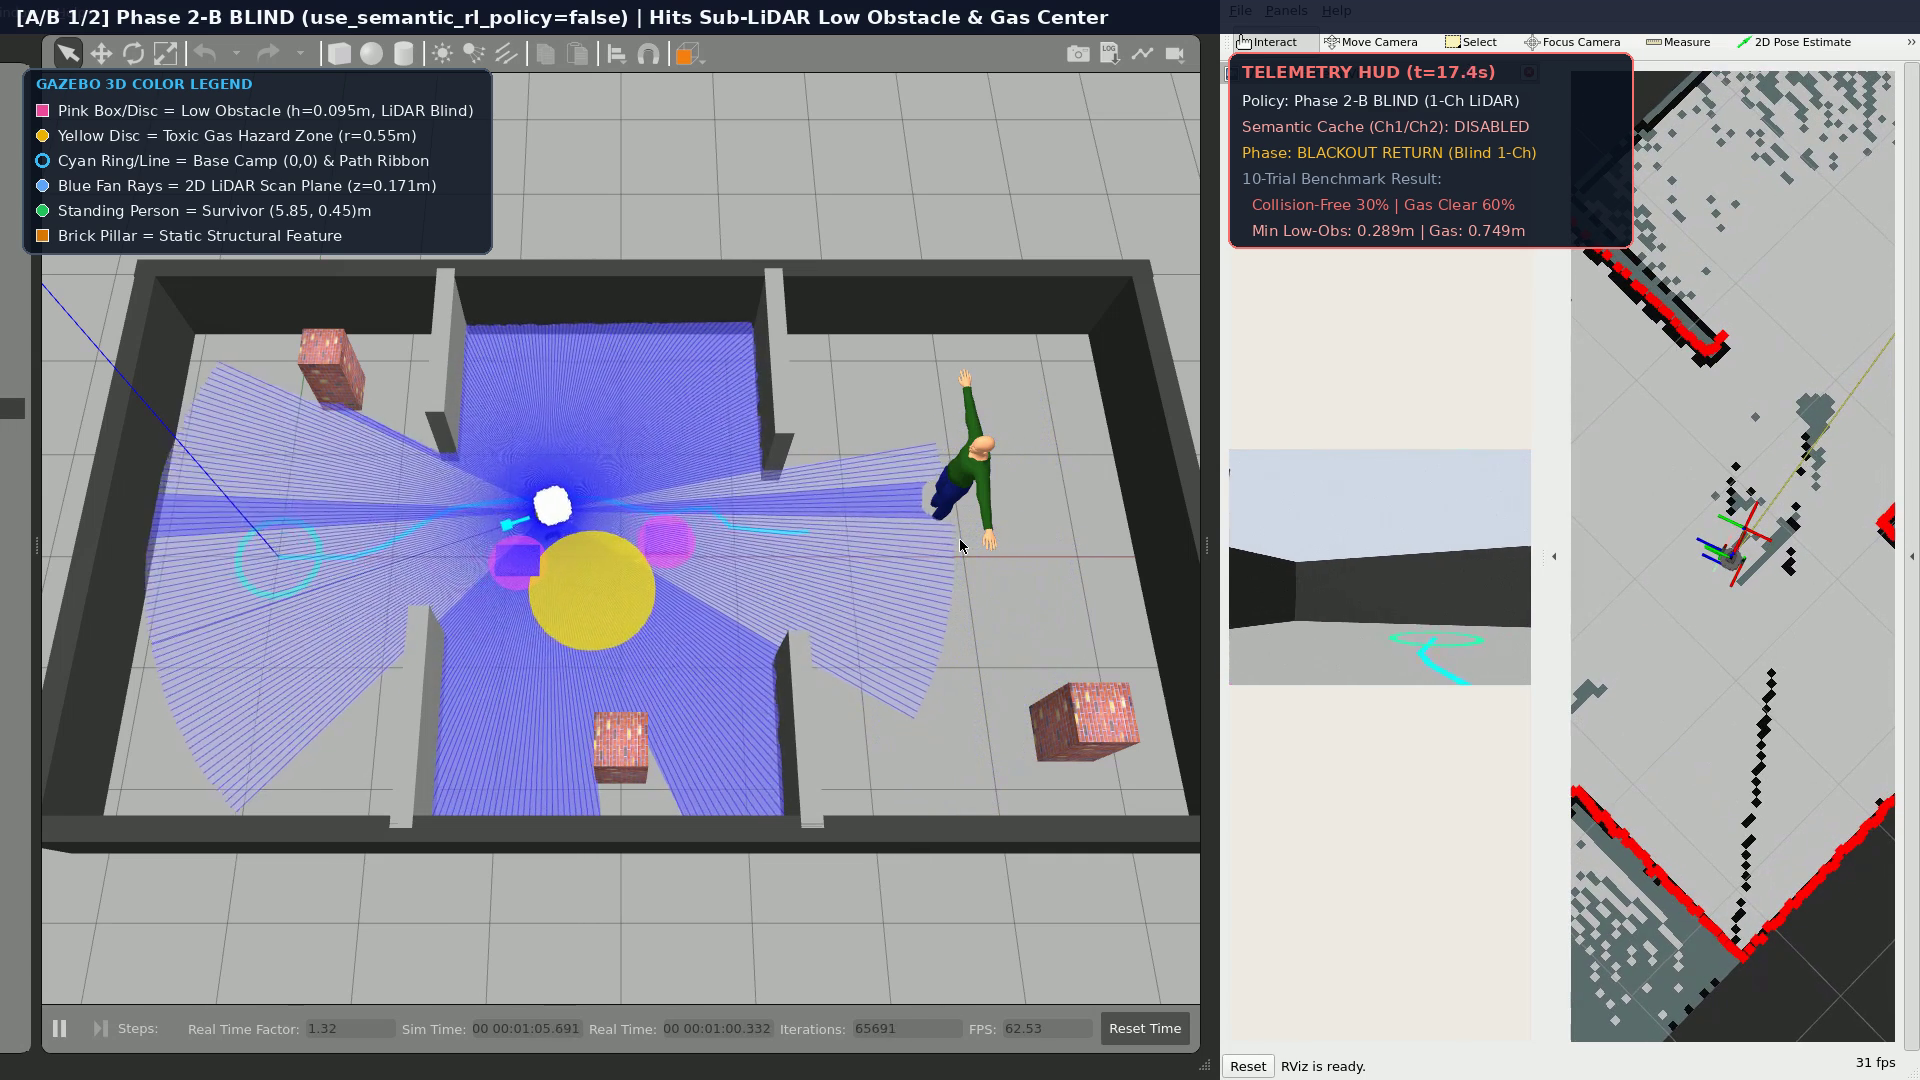 [A/B 1/2] Phase 2-B BLIND (use_semantic_rl_policy=false) | Hits Sub-LiDAR Low Obstacle & Gas Center
File Panels Help
Interact Move Camera Select Focus Camera Measure 2D Pose Estimate
GAZEBO 3D COLOR LEGEND
Pink Box/Disc = Low Obstacle (h=0.095m, LiDAR Blind)
Yellow Disc = Toxic Gas Hazard Zone (r=0.55m)
Cyan Ring/Line = Base Camp (0,0) & Path Ribbon
Blue Fan Rays = 2D LiDAR Scan Plane (z=0.171m)
Standing Person = Survivor (5.85, 0.45)m
Brick Pillar = Static Structural Feature
LOG
TELEMETRY HUD (t=17.4s)
Policy: Phase 2-B BLIND (1-Ch LiDAR)
Semantic Cache (Ch1/Ch2): DISABLED
Phase: BLACKOUT RETURN (Blind 1-Ch)
10-Trial Benchmark Result:
Collision-Free 30% | Gas Clear 60%
Min Low-Obs: 0.289m | Gas: 0.749m
Steps: Real Time Factor: 1.32 Sim Time: 00 00:01:05.691 Real Time: 00 00:01:00.332 Iterations: 65691 FPS: 62.53 Reset Time
Reset RViz is ready. 31 fps